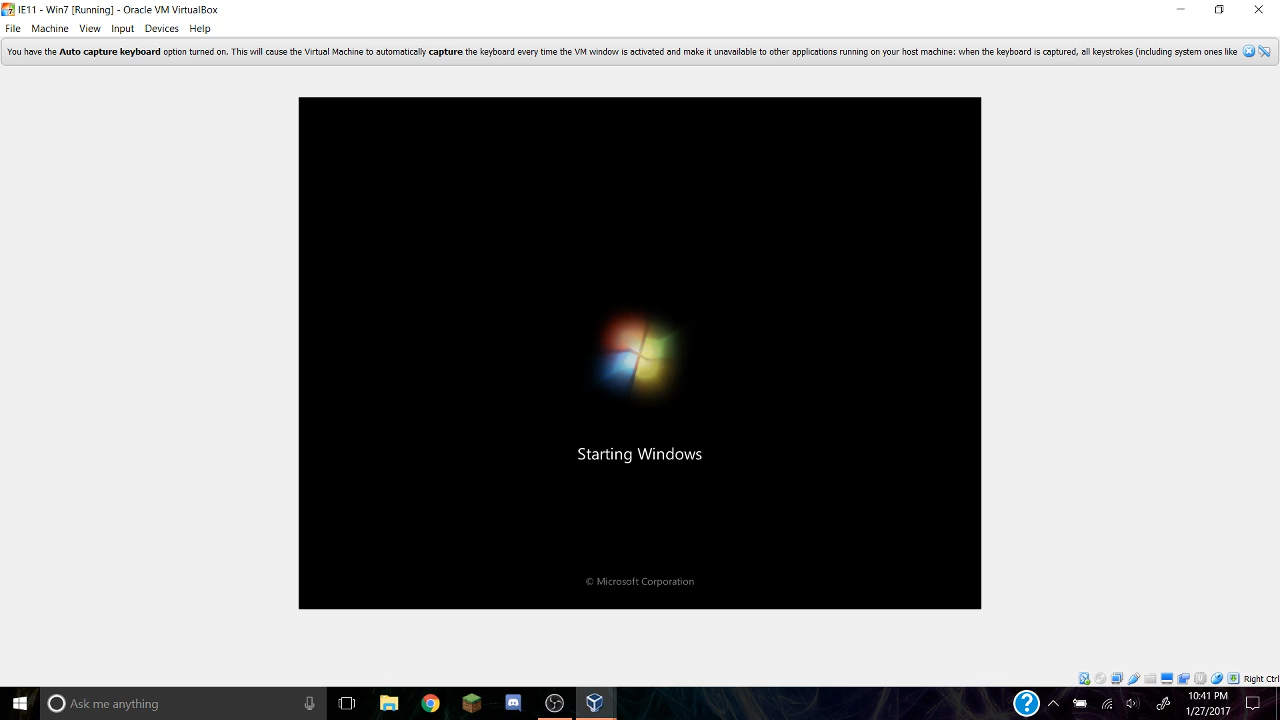 IE11 - Win7 [Running] - Oracle VM VirtualBox
File Machine View Input Devices Help
You have the Auto capture keyboard option turned on. This will cause the Virtual Machine to automatically capture the keyboard every time the VM window is activated and make it unavailable to other applications running on your host machine: when the keyboard is captured, all keystrokes (including system ones like
Starting Windows
© Microsoft Corporation
Right Ctrl
Ask me anything
10:41 PM
1/27/2017